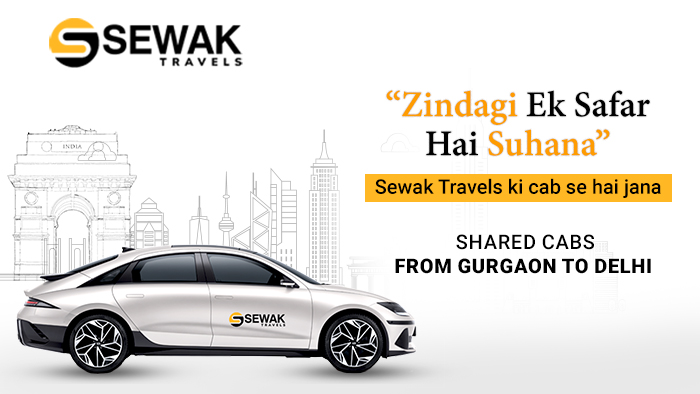 SEWAK
TRAVELS
INDIA
“Zindagi Ek Safar
Hai Suhana”
Sewak Travels ki cab se hai jana
SHARED CABS
FROM GURGAON TO DELHI
SEWAK
TRAVELS